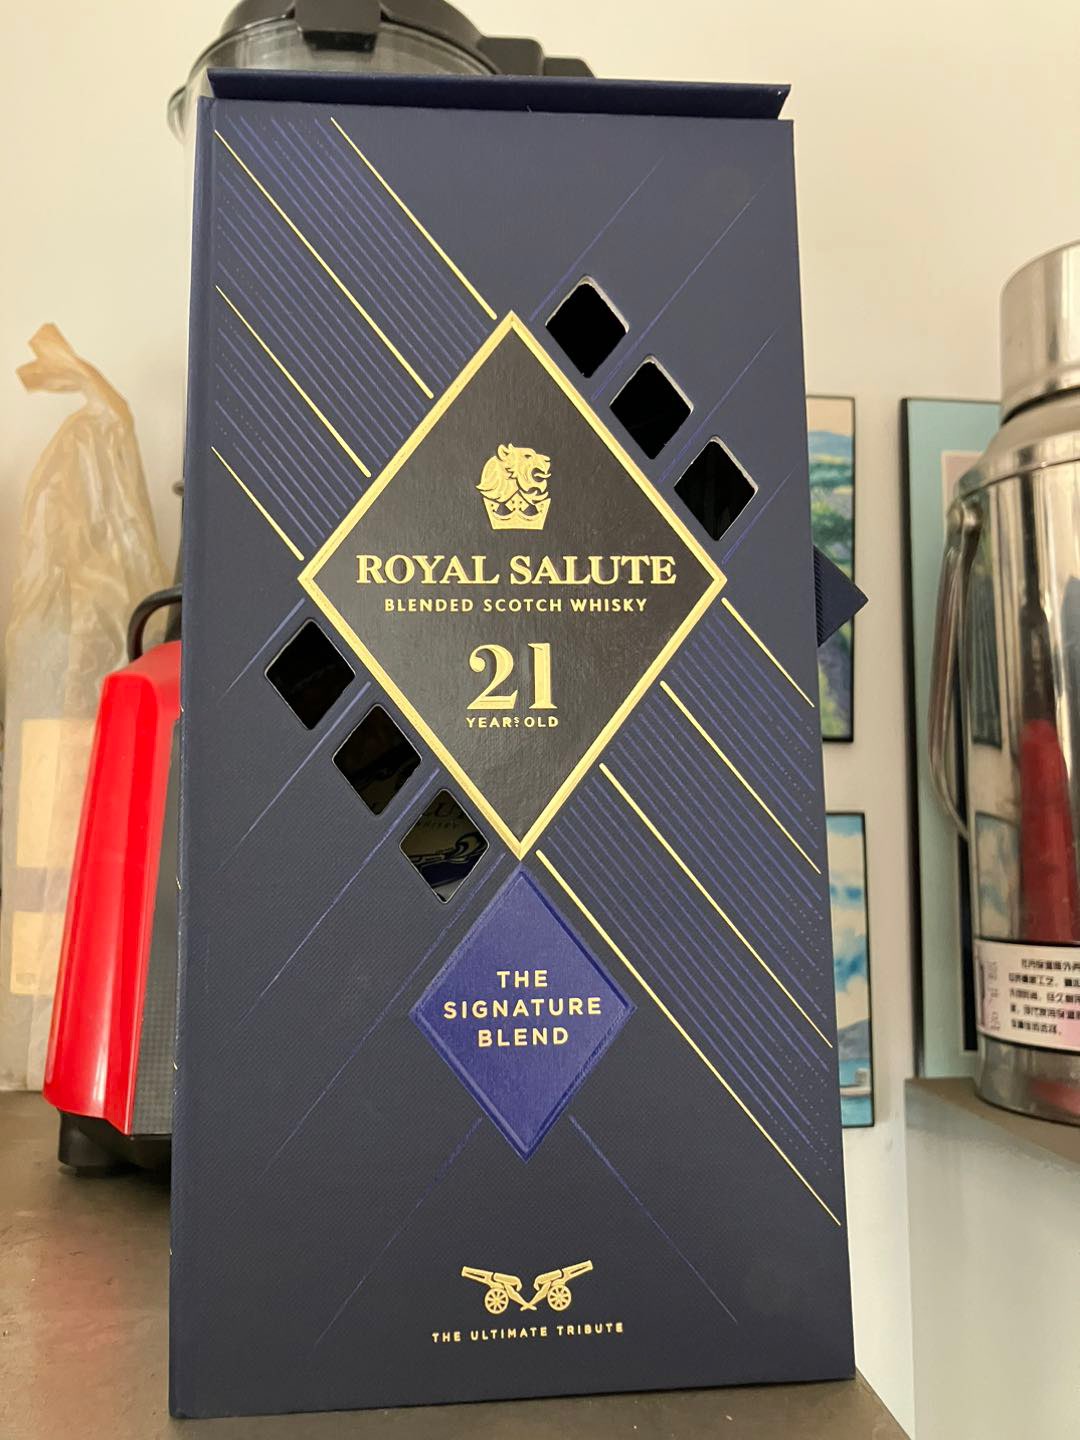 ROYAL SALUTE
BLENDED SCOTCH WHISKY
21
YEARS OLD
THE
SIGNATURE
BLEND
THE ULTIMATE TRIBUTE